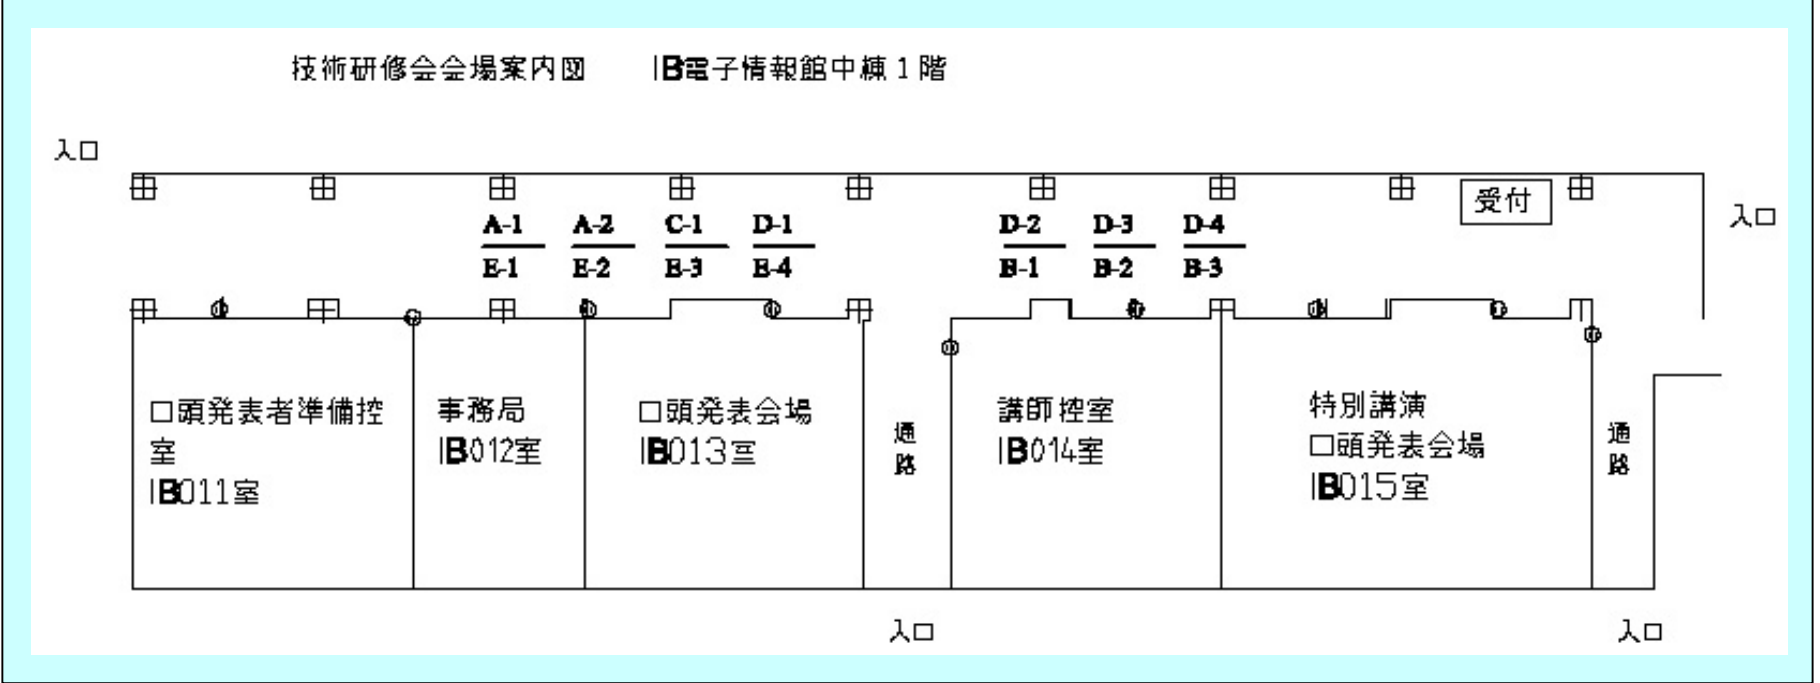 技術研修会会場案内図 IB電子情報館中棟1階
入口
受付
入口
A-1 A-2 C-1 D-1 D-2 D-3 D-4
E-1 E-2 E-3 E-4 B-1 B-2 B-3
口頭発表者準備控
室
IB011室
事務局
IB012室
口頭発表会場
IB013室
通
路
講師控室
IB014室
特別講演
口頭発表会場
IB015室
通
路
入口
入口